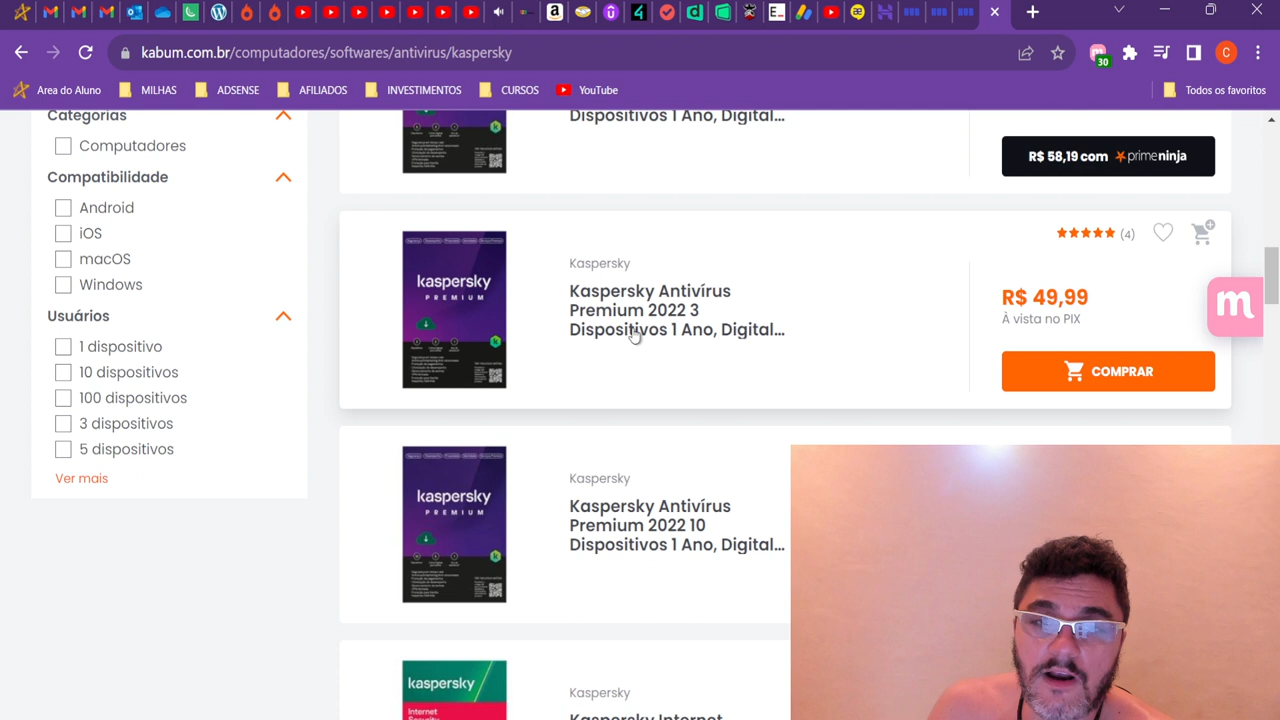 kabum.com.br/computadores/softwares/antivirus/kaspersky
30
C
Area do Aluno
MILHAS
ADSENSE
AFILIADOS
INVESTIMENTOS
CURSOS
YouTube
Todos os favoritos
Categorias
Computadores
Compatibilidade
Android
iOS
macOS
Windows
Usuários
1 dispositivo
10 dispositivos
100 dispositivos
3 dispositivos
5 dispositivos
Ver mais
Dispositivos 1 Ano, Digital...
R$ 58,19 com primeninja
kaspersky
PREMIUM
Kaspersky
Kaspersky Antivírus
Premium 2022 3
Dispositivos 1 Ano, Digital...
(4)
R$ 49,99
À vista no PIX
COMPRAR
m
kaspersky
PREMIUM
Kaspersky
Kaspersky Antivírus
Premium 2022 10
Dispositivos 1 Ano, Digital...
kaspersky
Internet
Kaspersky
Kaspersky Internet